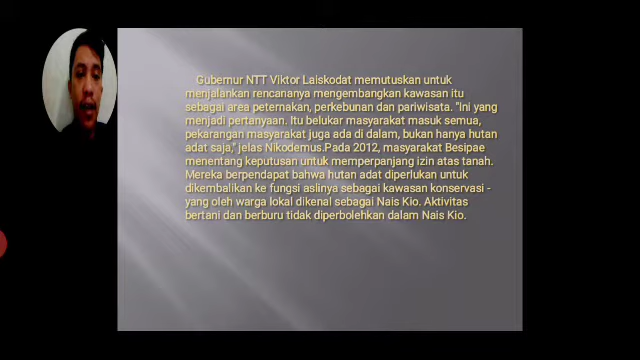 Gubernur NTT Viktor Laiskodat memutuskan untuk
menjalankan rencananya mengembangkan kawasan itu
sebagai area peternakan, perkebunan dan pariwisata. "Ini yang
menjadi pertanyaan. Itu belukar masyarakat masuk semua,
pekarangan masyarakat juga ada di dalam, bukan hanya hutan
adat saja," jelas Nikodemus.Pada 2012, masyarakat Besipae
menentang keputusan untuk memperpanjang izin atas tanah.
Mereka berpendapat bahwa hutan adat diperlukan untuk
dikembalikan ke fungsi aslinya sebagai kawasan konservasi -
yang oleh warga lokal dikenal sebagai Nais Kio. Aktivitas
bertani dan berburu tidak diperbolehkan dalam Nais Kio.